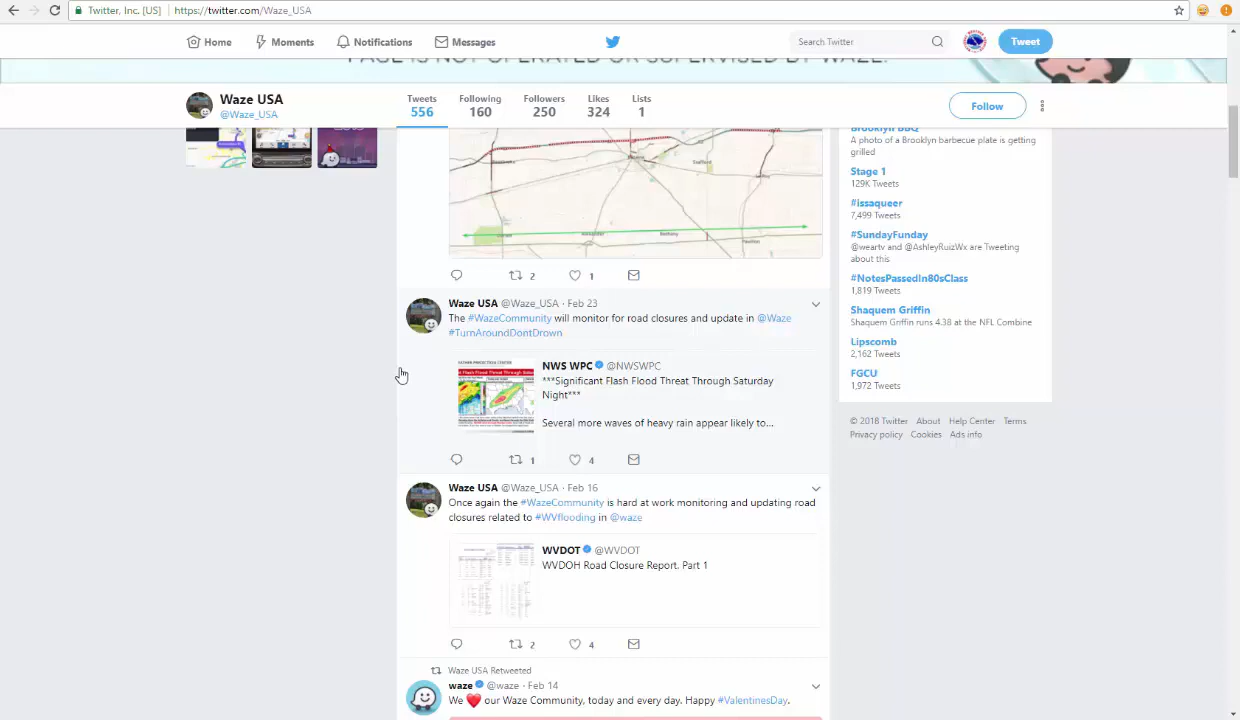 Twitter, Inc. [US]
https://twitter.com/Waze_USA
Home
Moments
Notifications
Messages
Search Twitter
Tweet
PAGE IS NOT OPERATED OR SUPERVISED BY WAZE.
Waze USA
@Waze_USA
Tweets
556
Following
160
Followers
250
Likes
324
Lists
1
Follow
2
1
Waze USA @Waze_USA · Feb 23
The #WazeCommunity will monitor for road closures and update in @Waze
#TurnAroundDontDrown
NWS WPC @NWSWPC
***Significant Flash Flood Threat Through Saturday
Night***
Several more waves of heavy rain appear likely to...
1
4
Waze USA @Waze_USA · Feb 16
Once again the #WazeCommunity is hard at work monitoring and updating road
closures related to #WVflooding in @waze
WVDOT @WVDOT
WVDOH Road Closure Report. Part 1
2
4
Waze USA Retweeted
waze @waze · Feb 14
We ❤ our Waze Community, today and every day. Happy #ValentinesDay.
Brooklyn BBQ
A photo of a Brooklyn barbecue plate is getting
grilled
Stage 1
129K Tweets
#issaqueer
7,499 Tweets
#SundayFunday
@weartv and @AshleyRuizWx are Tweeting
about this
#NotesPassedIn80sClass
1,819 Tweets
Shaquem Griffin
Shaquem Griffin runs 4.38 at the NFL Combine
Lipscomb
2,162 Tweets
FGCU
1,972 Tweets
© 2018 Twitter About Help Center Terms
Privacy policy Cookies Ads info